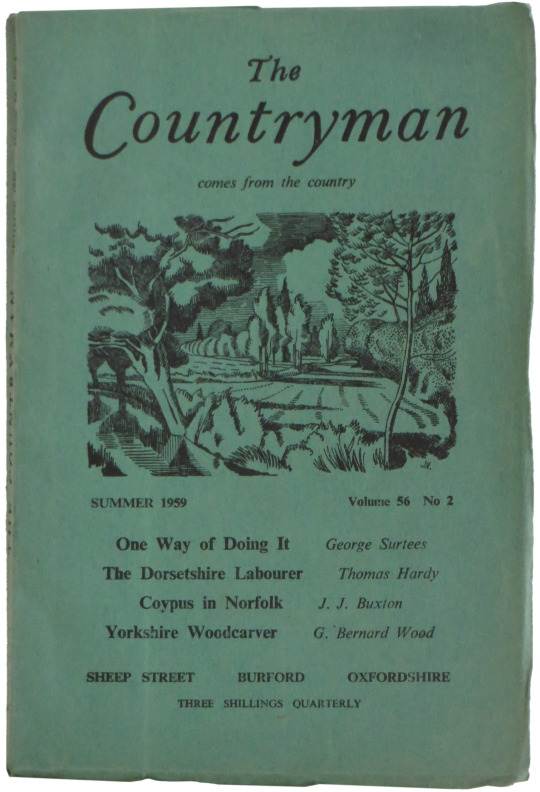 The
Countryman
comes from the country
SUMMER 1959 Volume 56 No 2
One Way of Doing It George Surtees
The Dorsetshire Labourer Thomas Hardy
Coypus in Norfolk J. J. Buxton
Yorkshire Woodcarver G. Bernard Wood
SHEEP STREET BURFORD OXFORDSHIRE
THREE SHILLINGS QUARTERLY